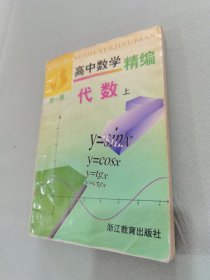 高中数学
精编
代数 上
y=sinx
y=cosx
y=tgx
y=ctgx
浙江教育出版社